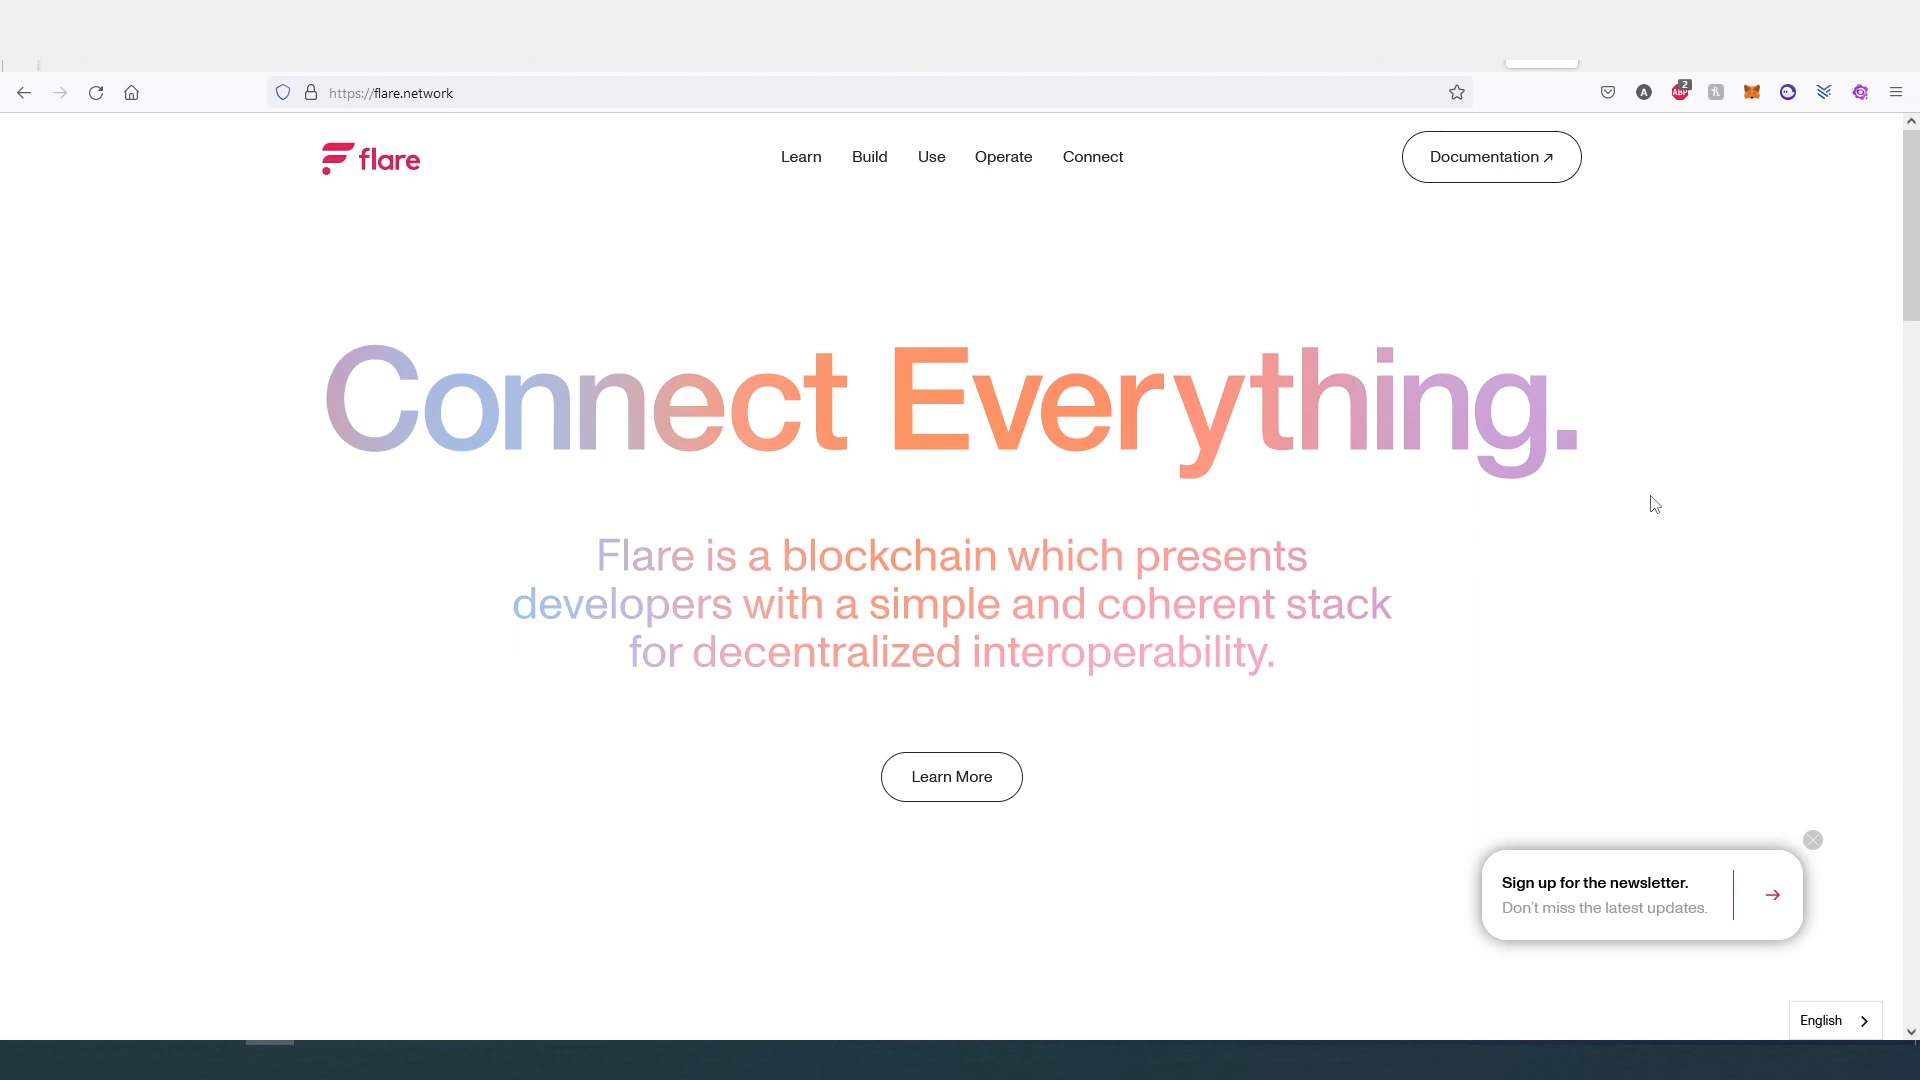 https://flare.network
A
ABP
2
flare
Learn
Build
Use
Operate
Connect
Documentation ↗
Connect Everything.
Flare is a blockchain which presents
developers with a simple and coherent stack
for decentralized interoperability.
Learn More
Sign up for the newsletter.
Don't miss the latest updates.
English